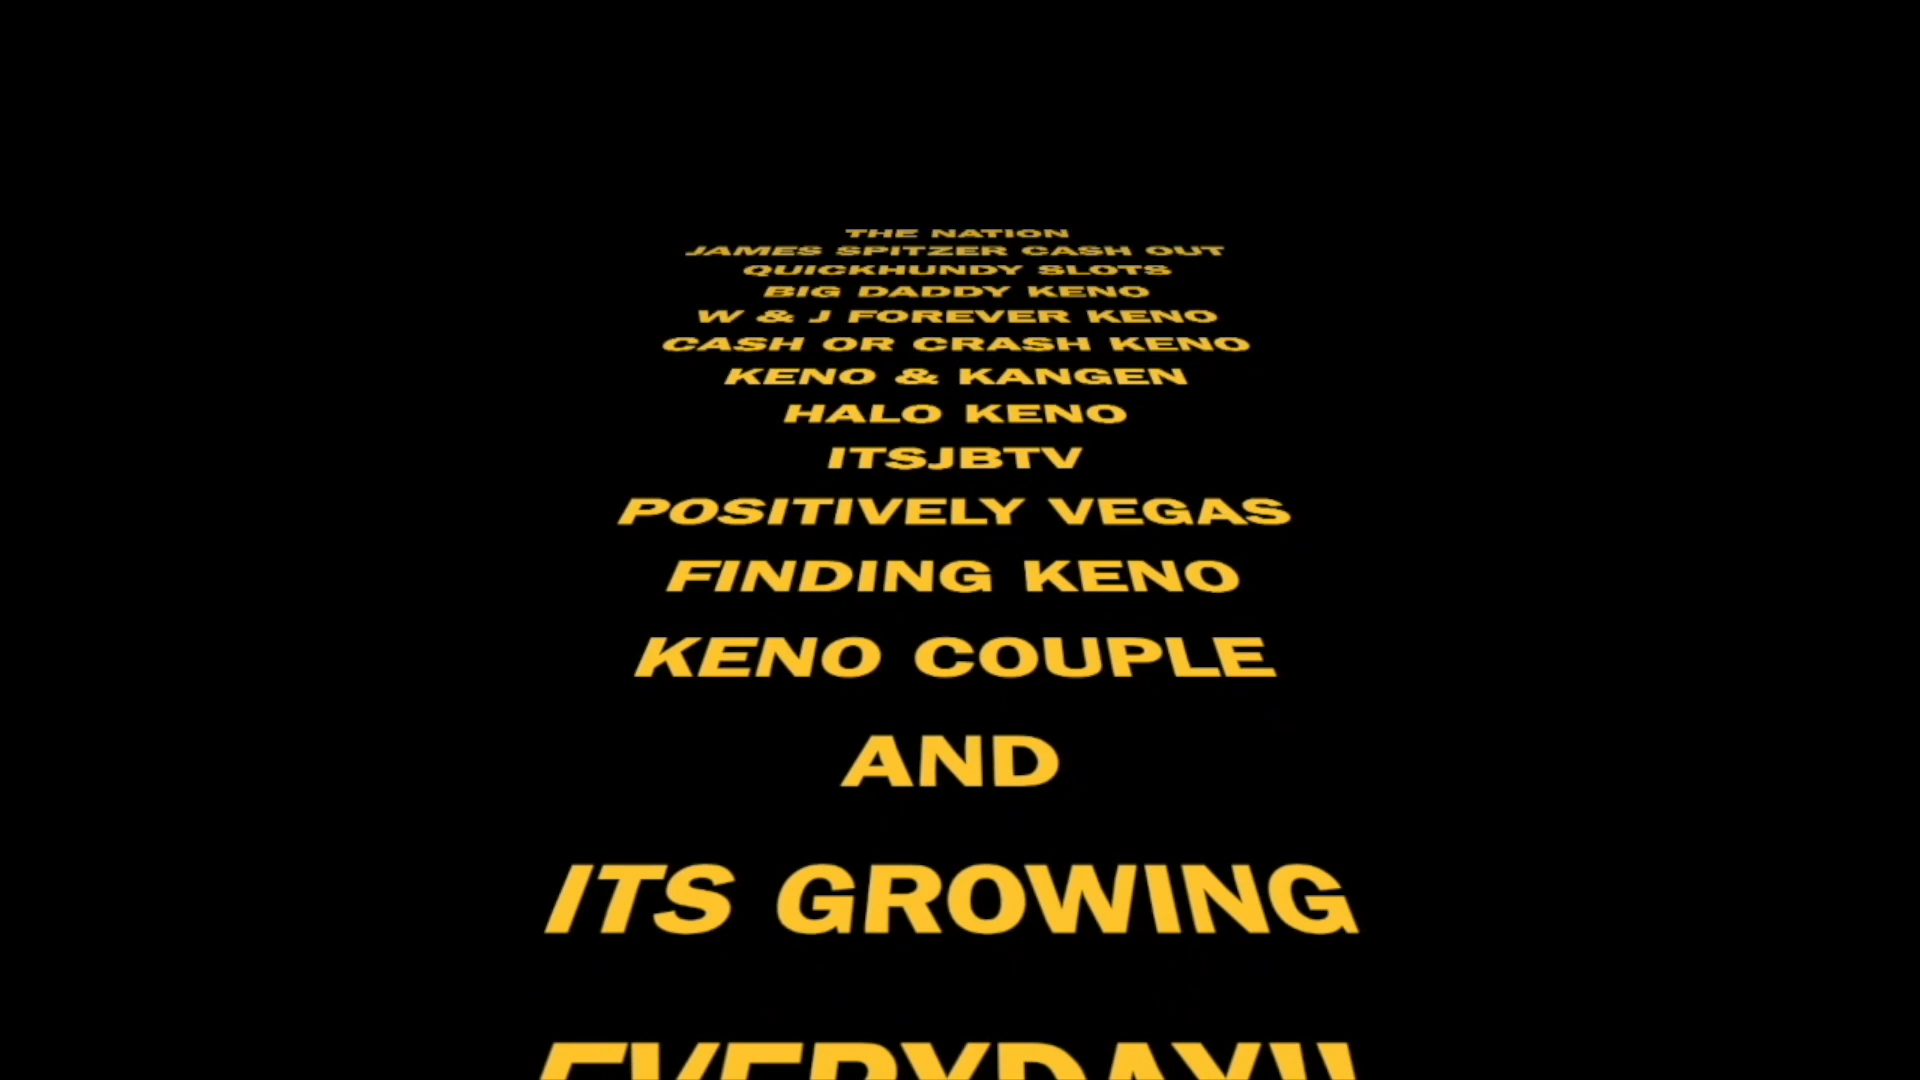 THE NATION
JAMES SPITZER CASH OUT
QUICKHUNDY SLOTS
BIG DADDY KENO
W & J FOREVER KENO
CASH OR CRASH KENO
KENO & KANGEN
HALO KENO
ITSJBTV
POSITIVELY VEGAS
FINDING KENO
KENO COUPLE
AND
ITS GROWING
EVERYDAY!!